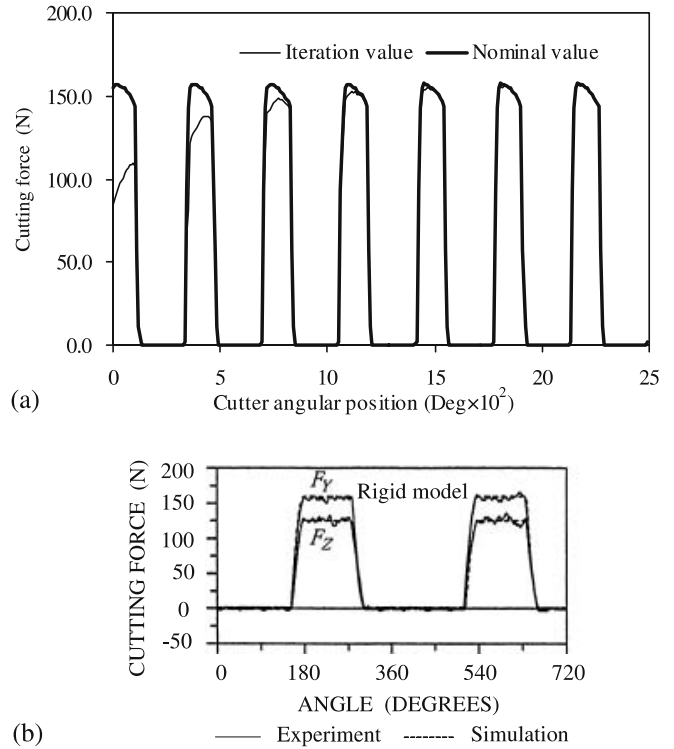 200.0
Iteration value
Nominal value
150.0
100.0
50.0
0.0
Cutting force (N)
0 5 10 15 20 25
Cutter angular position (Deg×10²)
(a)
200
150
100
50
0
-50
CUTTING FORCE (N)
F_Y
Rigid model
F_Z
0 180 360 540 720
ANGLE (DEGREES)
(b)
Experiment
Simulation